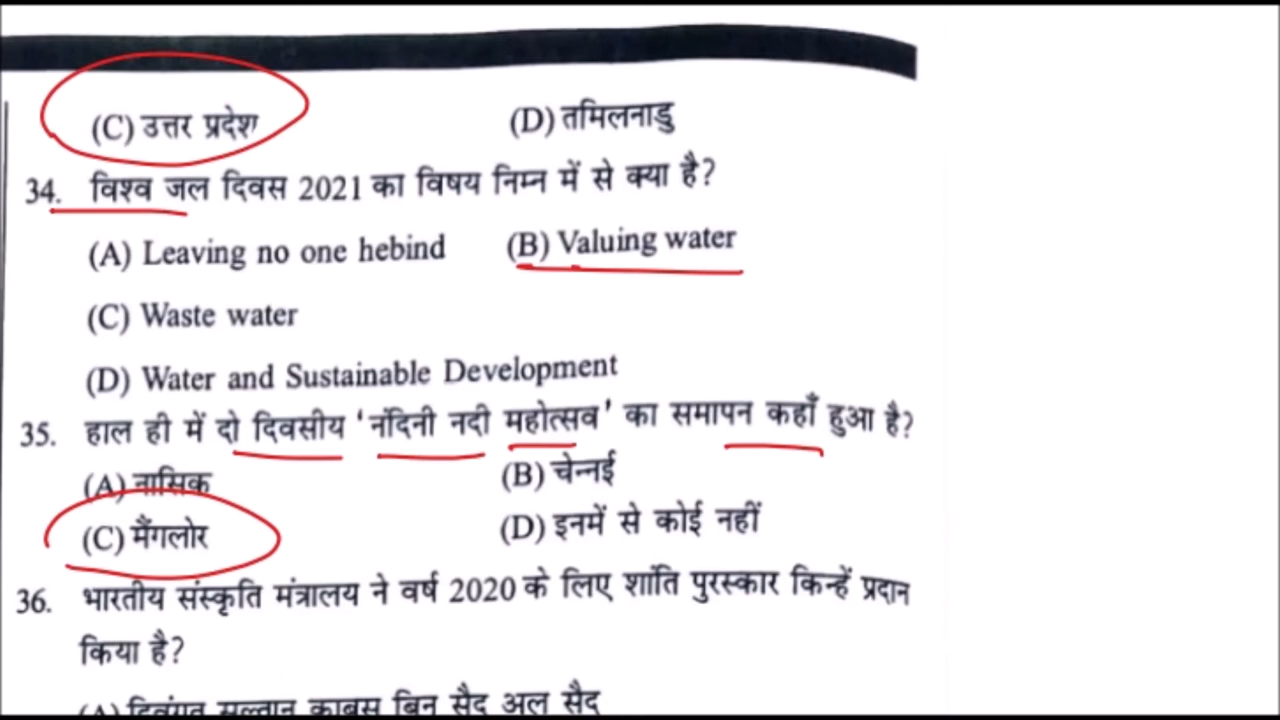 (C) उत्तर प्रदेश (D) तमिलनाडु
34. विश्व जल दिवस 2021 का विषय निम्न में से क्या है?
(A) Leaving no one hebind (B) Valuing water
(C) Waste water
(D) Water and Sustainable Development
35. हाल ही में दो दिवसीय 'नंदिनी नदी महोत्सव' का समापन कहाँ हुआ है?
(A) नासिक (B) चेन्नई
(C) मैंगलोर (D) इनमें से कोई नहीं
36. भारतीय संस्कृति मंत्रालय ने वर्ष 2020 के लिए शांति पुरस्कार किन्हें प्रदान
किया है?
(A) दिवंगत सुल्तान काबूस बिन सैद अल सैद